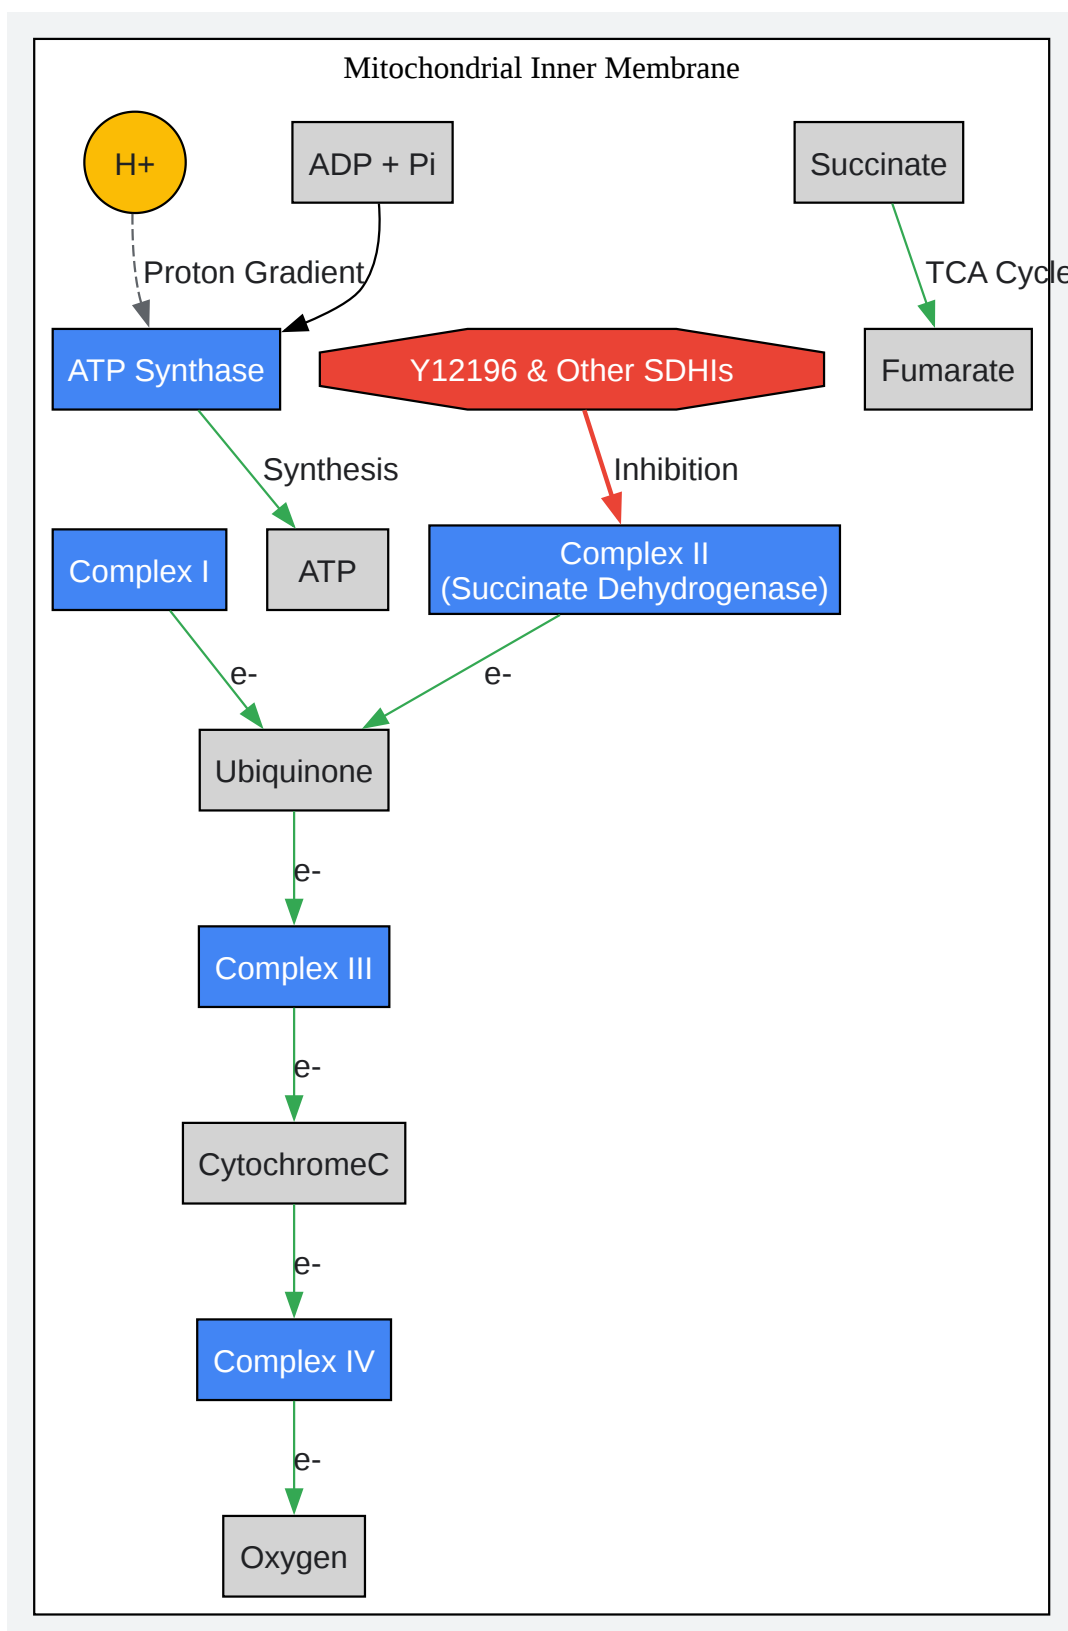 Mitochondrial Inner Membrane
H+
ADP + Pi
Succinate
Proton Gradient
TCA Cycle
ATP Synthase
Y12196 & Other SDHIs
Fumarate
Synthesis
Inhibition
Complex I
ATP
Complex II
(Succinate Dehydrogenase)
e-
e-
Ubiquinone
e-
Complex III
e-
CytochromeC
e-
Complex IV
e-
Oxygen